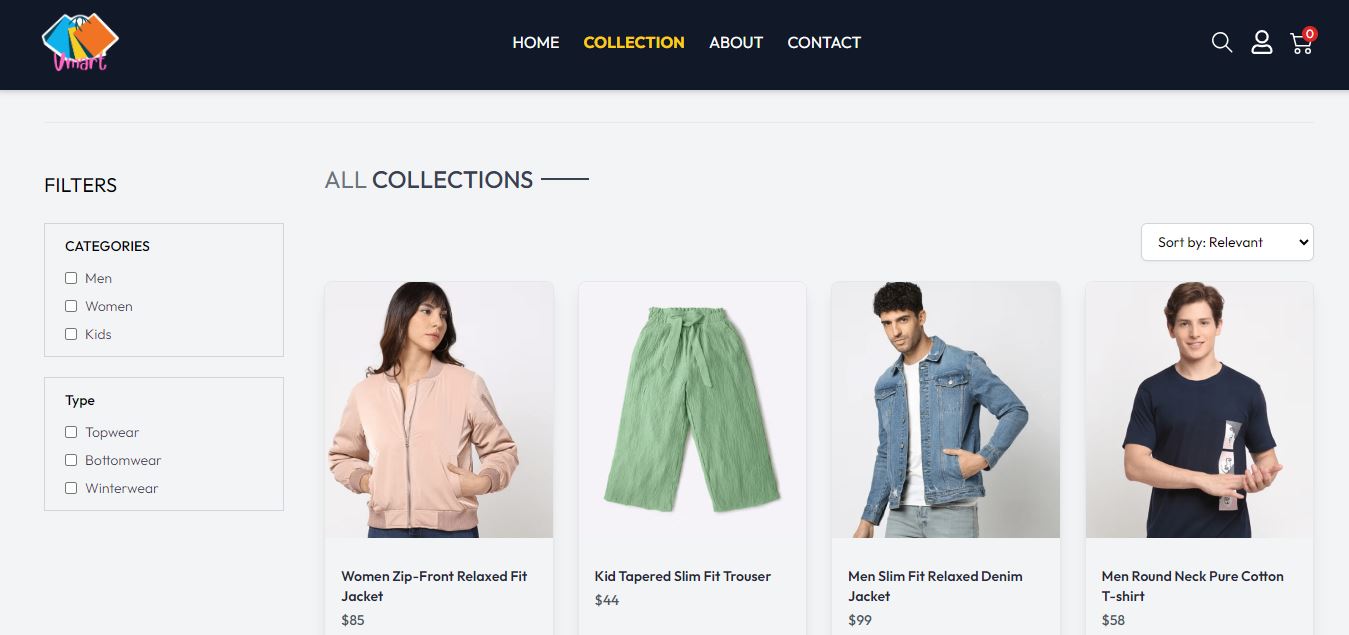 Vmart
HOME COLLECTION ABOUT CONTACT
0
FILTERS
ALL COLLECTIONS
CATEGORIES
Men
Women
Kids
Type
Topwear
Bottomwear
Winterwear
Sort by: Relevant
Women Zip-Front Relaxed Fit
Jacket
$85
Kid Tapered Slim Fit Trouser
$44
Men Slim Fit Relaxed Denim
Jacket
$99
Men Round Neck Pure Cotton
T-shirt
$58